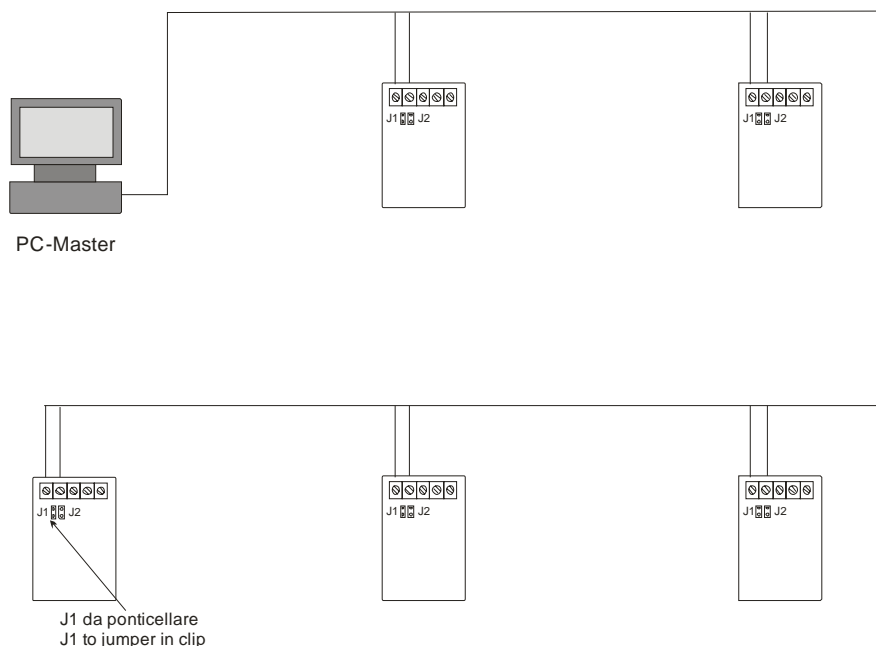 J1 J2
J1 J2
PC-Master
J1 J2
J1 J2
J1 J2
J1 da ponticellare
J1 to jumper in clip